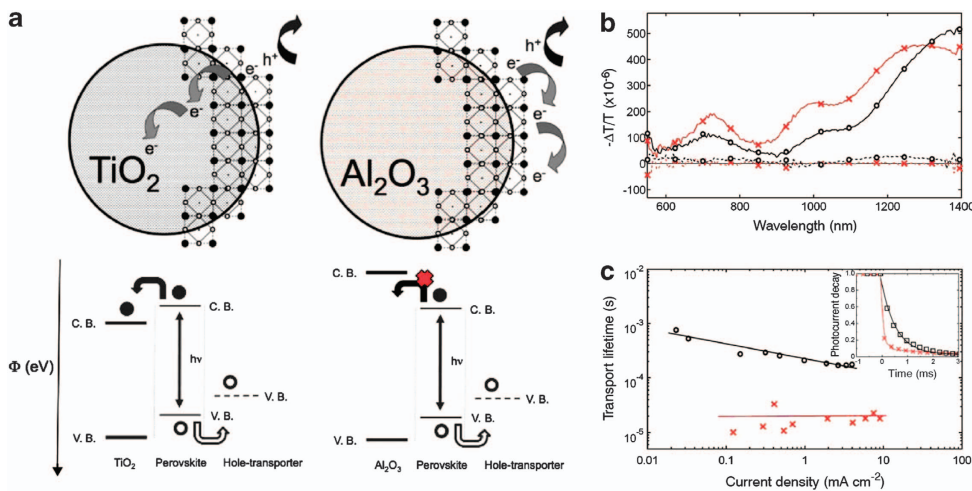 a
h+
e-
e-
e-
TiO2
h+
e-
e-
e-
Al2O3
Φ (eV)
C. B.
C. B.
hν
V. B.
V. B.
V. B.
TiO2 Perovskite Hole-transporter
C. B.
C. B.
hν
V. B.
V. B.
V. B.
Al2O3 Perovskite Hole-transporter
b
-ΔT/T (x10-6)
500
400
300
200
100
0
-100
600 800 1000 1200 1400
Wavelength (nm)
c
Transport lifetime (s)
10-2
10-3
10-4
10-5
0.01 0.1 1 10 100
Current density (mA cm-2)
Photocurrent decay
1.0
0.8
0.6
0.4
0.2
0
-1 0 1 2 3
Time (ms)